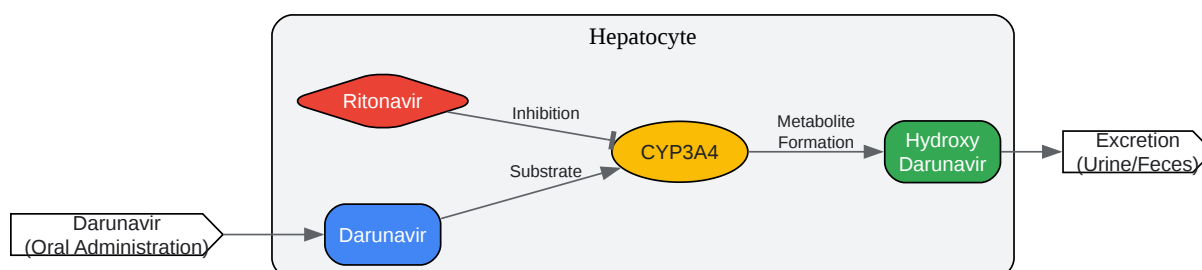 Hepatocyte
Ritonavir
Inhibition
CYP3A4
Metabolite
Formation
Hydroxy
Darunavir
Excretion
(Urine/Feces)
Substrate
Darunavir
(Oral Administration)
Darunavir